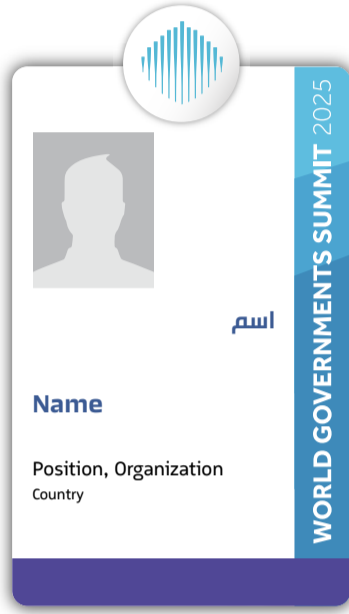 WORLD GOVERNMENTS SUMMIT 2025
اسم
Name
Position, Organization
Country